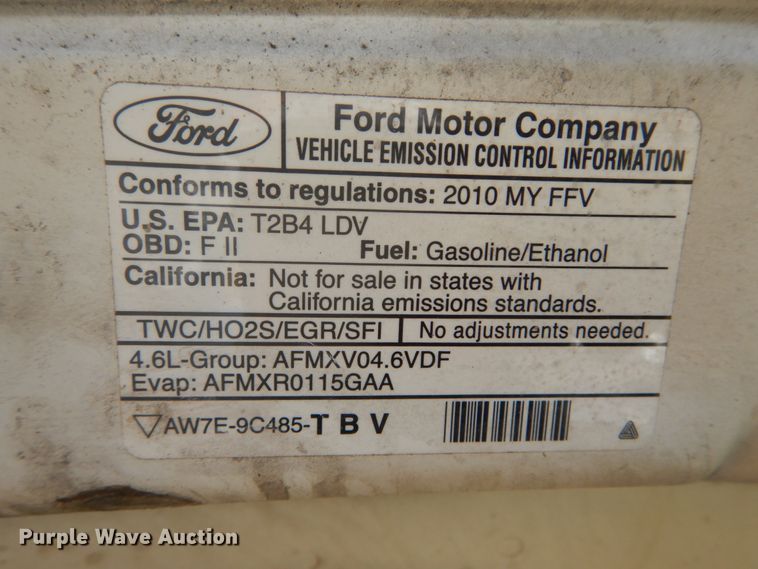 Ford
Ford Motor Company
VEHICLE EMISSION CONTROL INFORMATION
Conforms to regulations: 2010 MY FFV
U.S. EPA: T2B4 LDV
OBD: F II Fuel: Gasoline/Ethanol
California: Not for sale in states with
California emissions standards.
TWC/HO2S/EGR/SFI No adjustments needed.
4.6L-Group: AFMXV04.6VDF
Evap: AFMXR0115GAA
AW7E-9C485-TBV
Purple Wave Auction